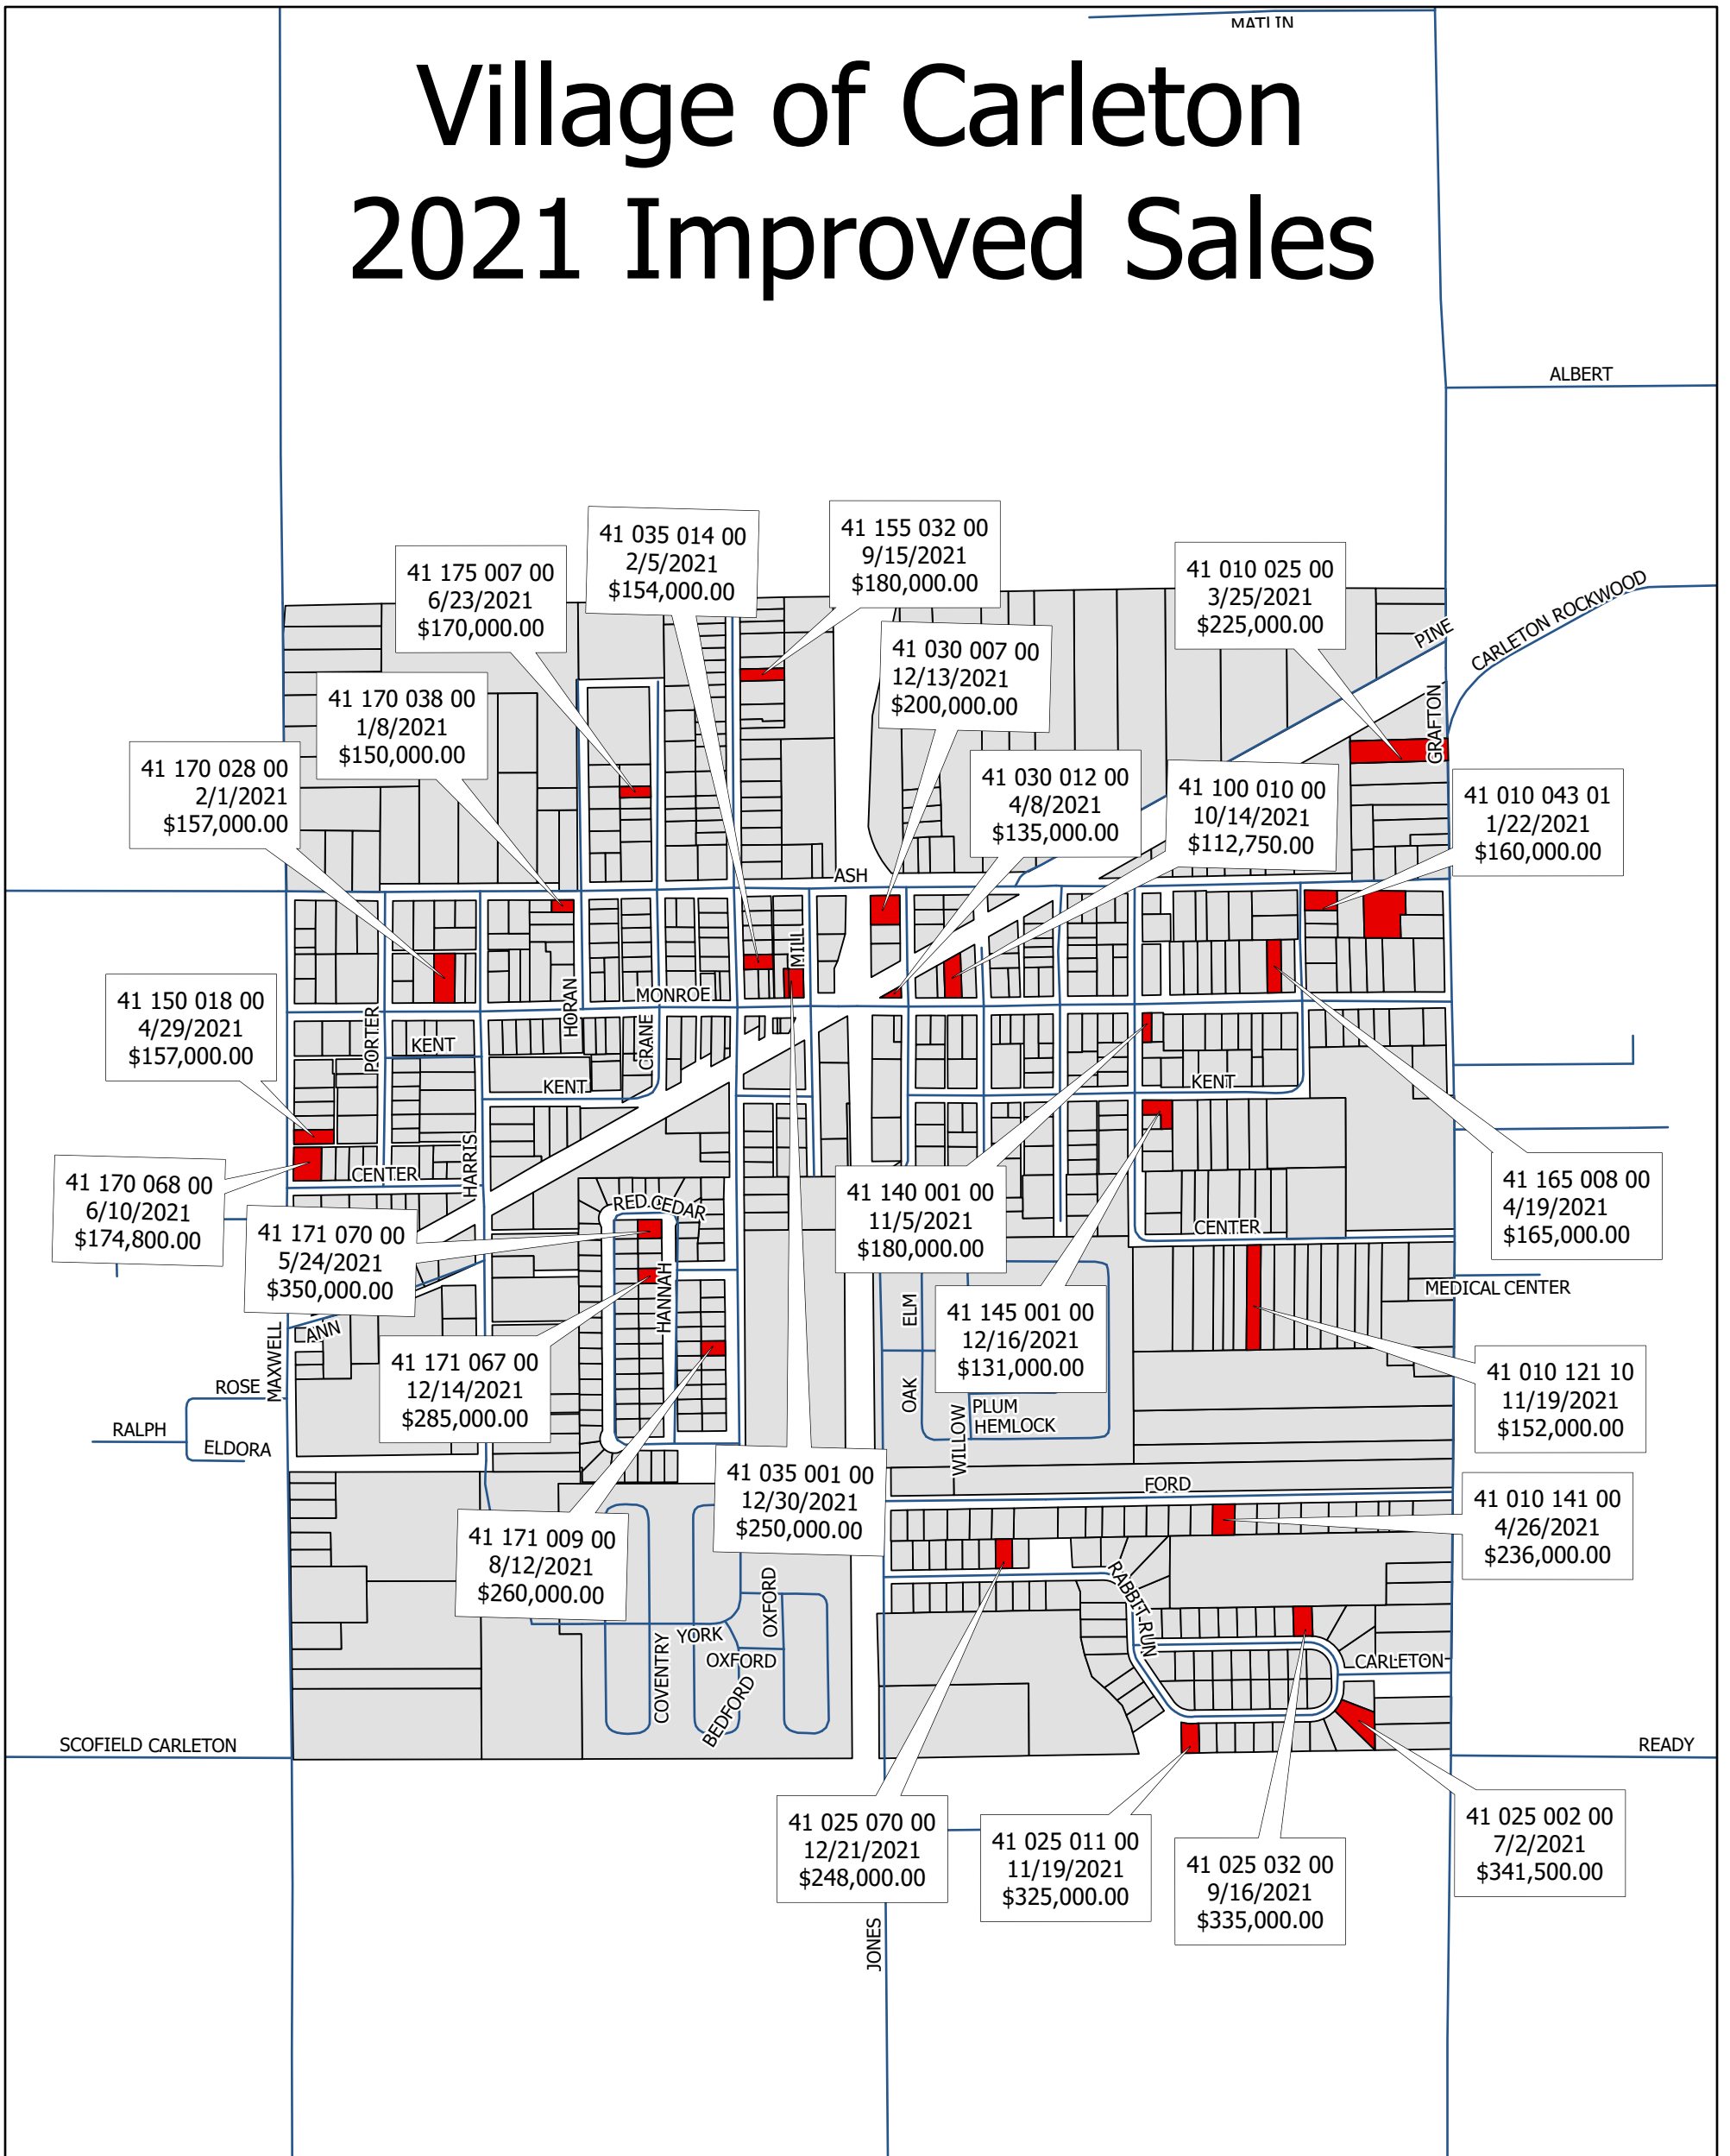 MATLIN
Village of Carleton
2021 Improved Sales
ALBERT
41 035 014 00
2/5/2021
$154,000.00
41 155 032 00
9/15/2021
$180,000.00
41 175 007 00
6/23/2021
$170,000.00
41 010 025 00
3/25/2021
$225,000.00
PINE
CARLETON ROCKWOOD
41 030 007 00
12/13/2021
$200,000.00
41 170 038 00
1/8/2021
$150,000.00
GRAFTON
41 170 028 00
2/1/2021
$157,000.00
41 030 012 00
4/8/2021
$135,000.00
41 100 010 00
10/14/2021
$112,750.00
41 010 043 01
1/22/2021
$160,000.00
ASH
MILL
MONROE
HORAN
41 150 018 00
4/29/2021
$157,000.00
PORTER
KENT
CRANE
KENT
KENT
HARRIS
CENTER
41 170 068 00
6/10/2021
$174,800.00
41 140 001 00
11/5/2021
$180,000.00
41 165 008 00
4/19/2021
$165,000.00
RED CEDAR
41 171 070 00
5/24/2021
$350,000.00
CENTER
HANNAH
ELM
MEDICAL CENTER
41 145 001 00
12/16/2021
$131,000.00
ANN
MAXWELL
41 171 067 00
12/14/2021
$285,000.00
41 010 121 10
11/19/2021
$152,000.00
ROSE
OAK
PLUM
HEMLOCK
WILLOW
RALPH
ELDORA
41 035 001 00
12/30/2021
$250,000.00
FORD
41 010 141 00
4/26/2021
$236,000.00
41 171 009 00
8/12/2021
$260,000.00
OXFORD
RABBIT RUN
YORK
COVENTRY
OXFORD
BEDFORD
CARLETON
SCOFIELD CARLETON
READY
41 025 070 00
12/21/2021
$248,000.00
41 025 011 00
11/19/2021
$325,000.00
41 025 032 00
9/16/2021
$335,000.00
41 025 002 00
7/2/2021
$341,500.00
JONES